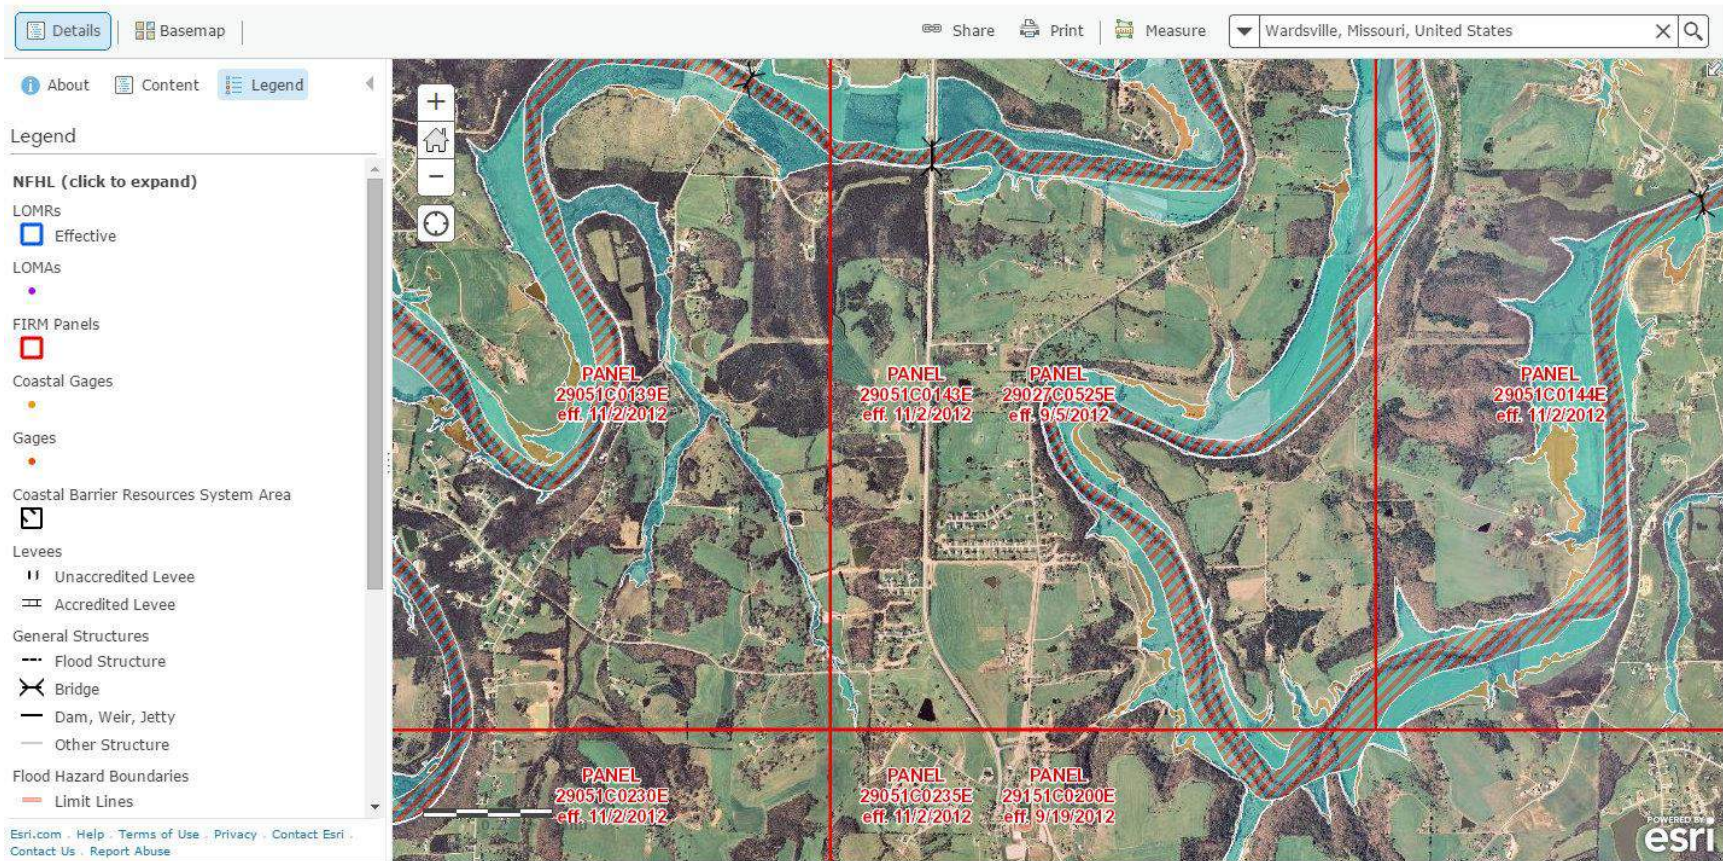 Details
Basemap
Share
Print
Measure
Wardsville, Missouri, United States
About
Content
Legend
Legend
NFHL (click to expand)
LOMRs
Effective
LOMAs
FIRM Panels
Coastal Gages
Gages
Coastal Barrier Resources System Area
Levees
Unaccredited Levee
Accredited Levee
General Structures
Flood Structure
Bridge
Dam, Weir, Jetty
Other Structure
Flood Hazard Boundaries
Limit Lines
Esri.com . Help . Terms of Use . Privacy . Contact Esri .
Contact Us . Report Abuse
PANEL
29051C0139E
eff. 11/2/2012
PANEL
29051C0143E
eff. 11/2/2012
PANEL
29027C0525E
eff. 9/5/2012
PANEL
29051C0144E
eff. 11/2/2012
PANEL
29051C0230E
eff. 11/2/2012
PANEL
29051C0235E
eff. 11/2/2012
PANEL
29151C0200E
eff. 9/19/2012
POWERED BY
esri